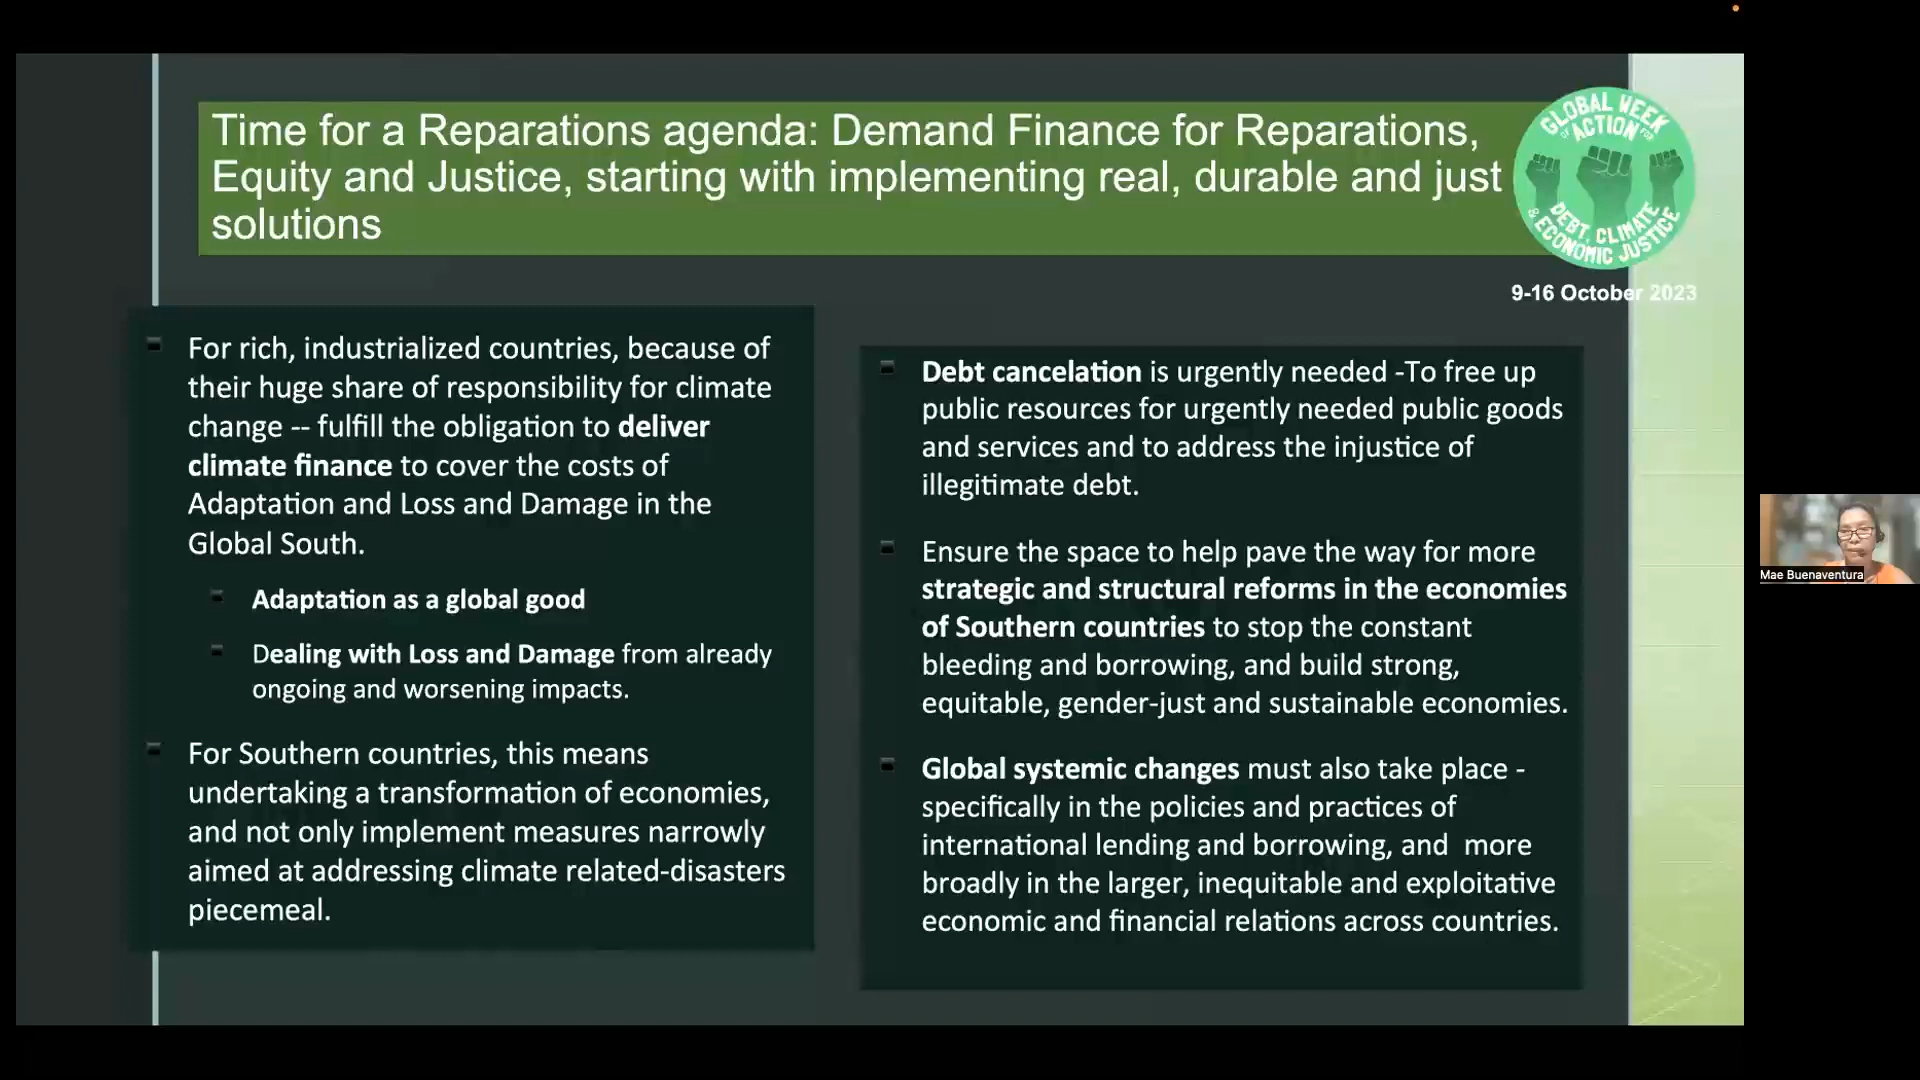 Time for a Reparations agenda: Demand Finance for Reparations,
Equity and Justice, starting with implementing real, durable and just
solutions
GLOBAL WEEK
OF ACTION FOR
DEBT, CLIMATE
& ECONOMIC JUSTICE
9-16 October 2023
For rich, industrialized countries, because of
their huge share of responsibility for climate
change -- fulfill the obligation to deliver
climate finance to cover the costs of
Adaptation and Loss and Damage in the
Global South.
Adaptation as a global good
Dealing with Loss and Damage from already
ongoing and worsening impacts.
For Southern countries, this means
undertaking a transformation of economies,
and not only implement measures narrowly
aimed at addressing climate related-disasters
piecemeal.
Debt cancelation is urgently needed -To free up
public resources for urgently needed public goods
and services and to address the injustice of
illegitimate debt.
Ensure the space to help pave the way for more
strategic and structural reforms in the economies
of Southern countries to stop the constant
bleeding and borrowing, and build strong,
equitable, gender-just and sustainable economies.
Global systemic changes must also take place -
specifically in the policies and practices of
international lending and borrowing, and  more
broadly in the larger, inequitable and exploitative
economic and financial relations across countries.
Mae Buenaventura